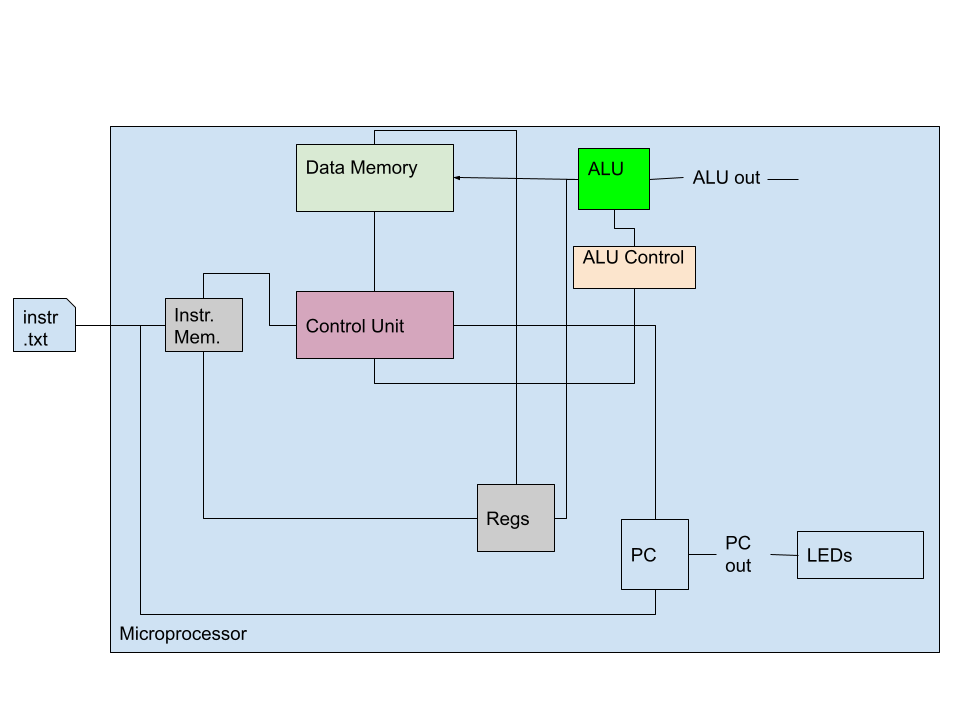 Data Memory
ALU
ALU out
ALU Control
instr
.txt
Instr.
Mem.
Control Unit
Regs
PC
PC
out
LEDs
Microprocessor